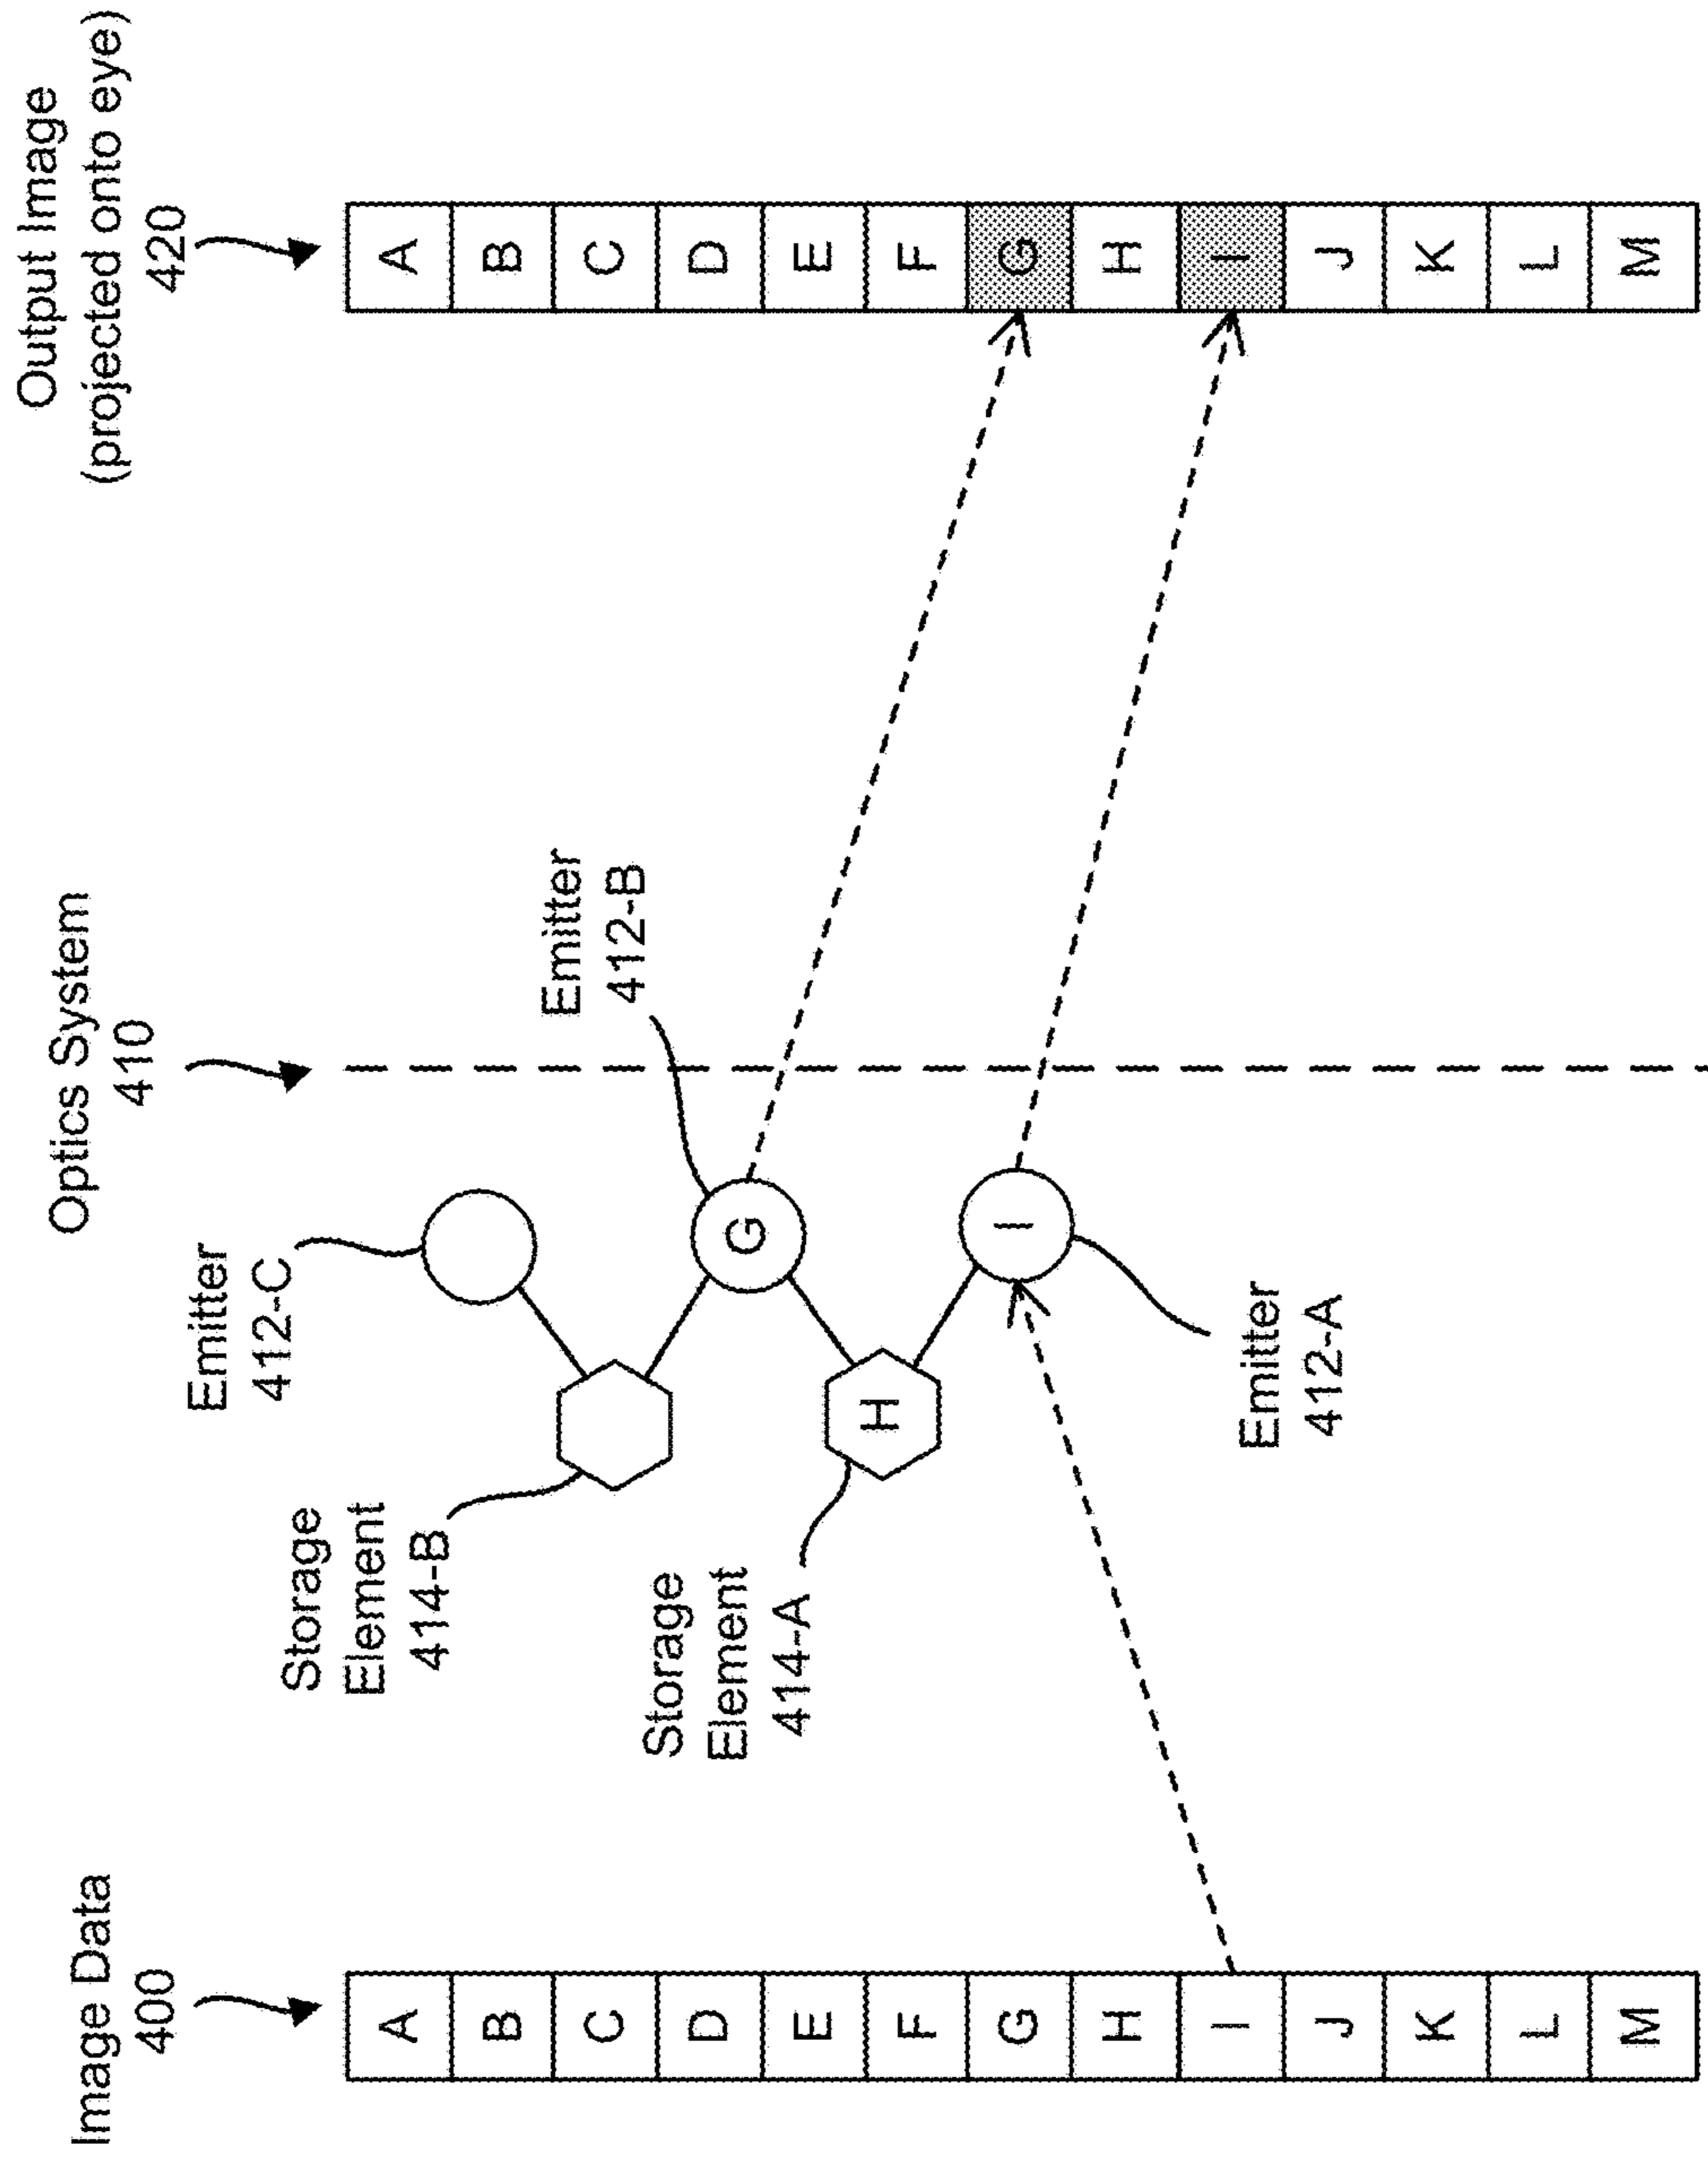 Image Data
400
A
B
C
D
E
F
G
H
I
J
K
L
M
Optics System
410
Emitter
412-C
Storage
Element
414-B
Emitter
412-B
G
Storage
Element
414-A
H
I
Emitter
412-A
Output Image
(projected onto eye)
420
A
B
C
D
E
F
G
H
I
J
K
L
M